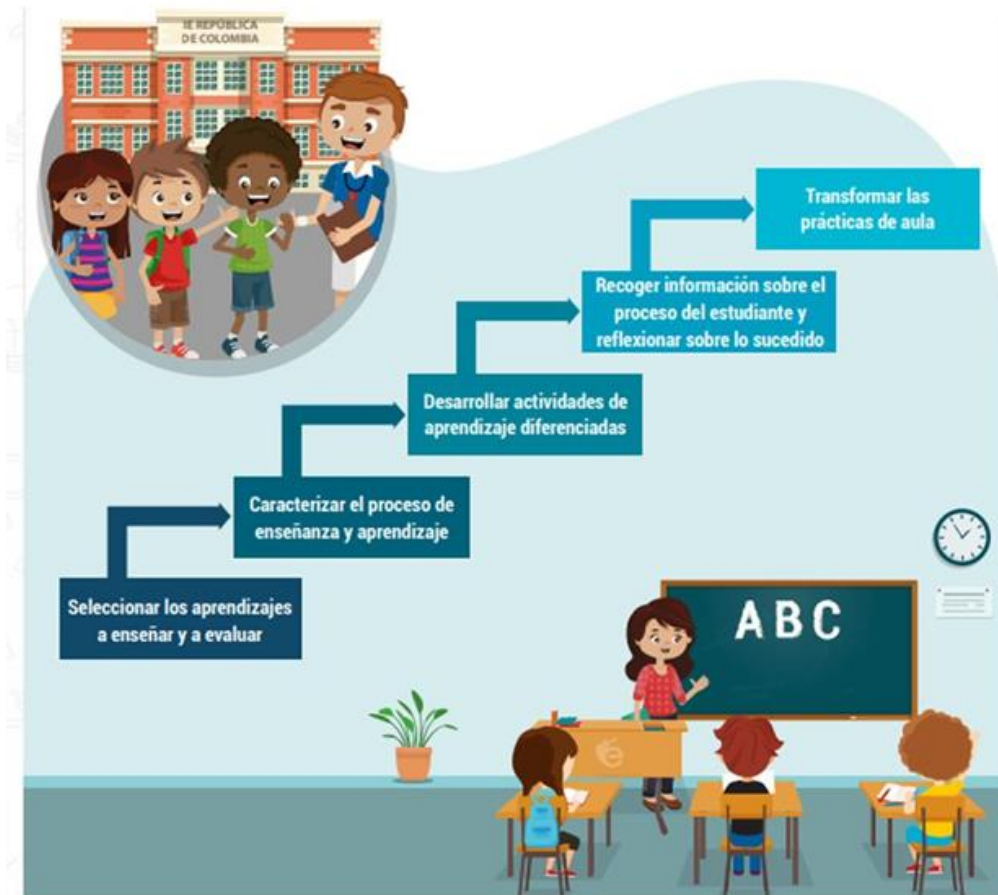 IE REPÚBLICA
DE COLOMBIA
Transformar las
prácticas de aula
Recoger información sobre el
proceso del estudiante y
reflexionar sobre lo sucedido
Desarrollar actividades de
aprendizaje diferenciadas
Caracterizar el proceso de
enseñanza y aprendizaje
Seleccionar los aprendizajes
a enseñar y a evaluar
ABC